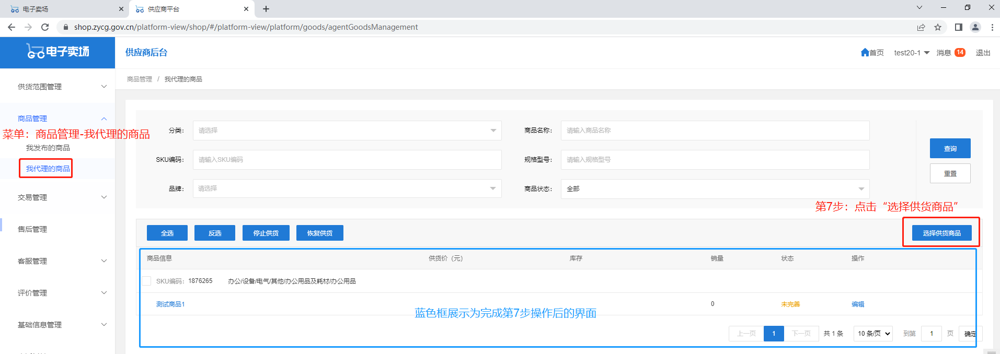 电子卖场
供应商平台
shop.zycg.gov.cn/platform-view/shop/#/platform-view/platform/goods/agentGoodsManagement
电子卖场
供应商后台
首页
test20-1
消息 14
退出
商品管理 / 我代理的商品
供货范围管理
商品管理
菜单：商品管理-我代理的商品
我发布的商品
我代理的商品
交易管理
售后管理
客服管理
评价管理
基础信息管理
分类： 请选择
商品名称： 请输入商品名称
SKU编码： 请输入SKU编码
规格型号： 请输入规格型号
品牌： 请选择
商品状态： 全部
查询
重置
第7步：点击“选择供货商品”
全选 反选 停止供货 恢复供货 选择供货商品
商品信息 供货价（元） 库存 销量 状态 操作
SKU编码：1876265 办公/设备/电气/其他/办公用品及耗材/办公用品
测试商品1 0 未完善 编辑
蓝色框展示为完成第7步操作后的界面
上一页 1 下一页 共 1 条 10 条/页 到第 1 页 确定